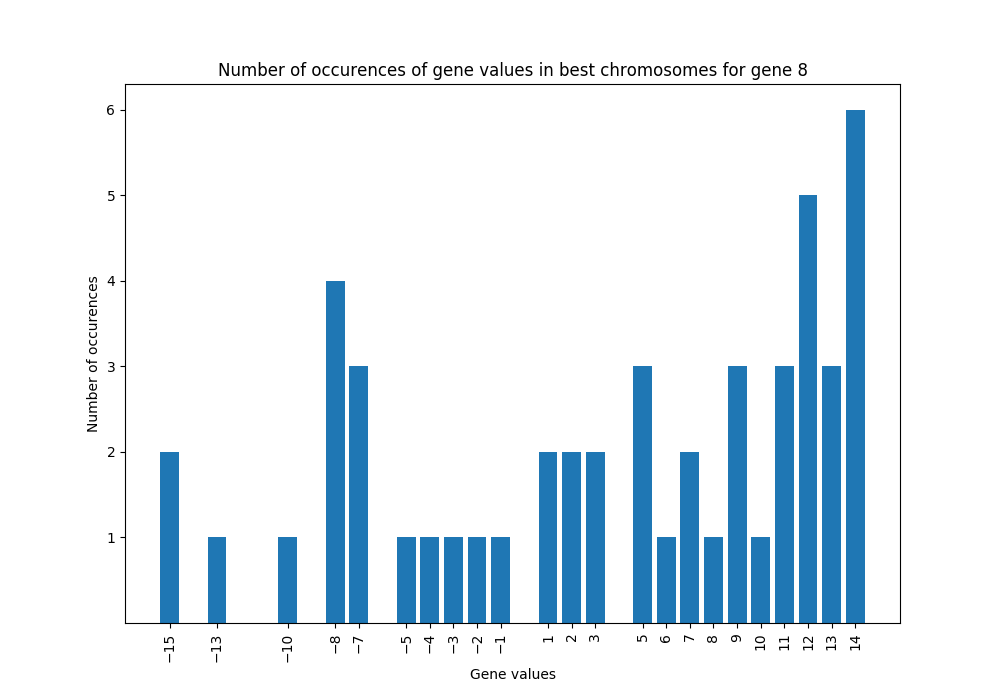 Number of occurences of gene values in best chromosomes for gene 8
Number of occurences
6
5
4
3
2
1
−15 −13 −10 −8 −7 −5 −4 −3 −2 −1 1 2 3 5 6 7 8 9 10 11 12 13 14
Gene values